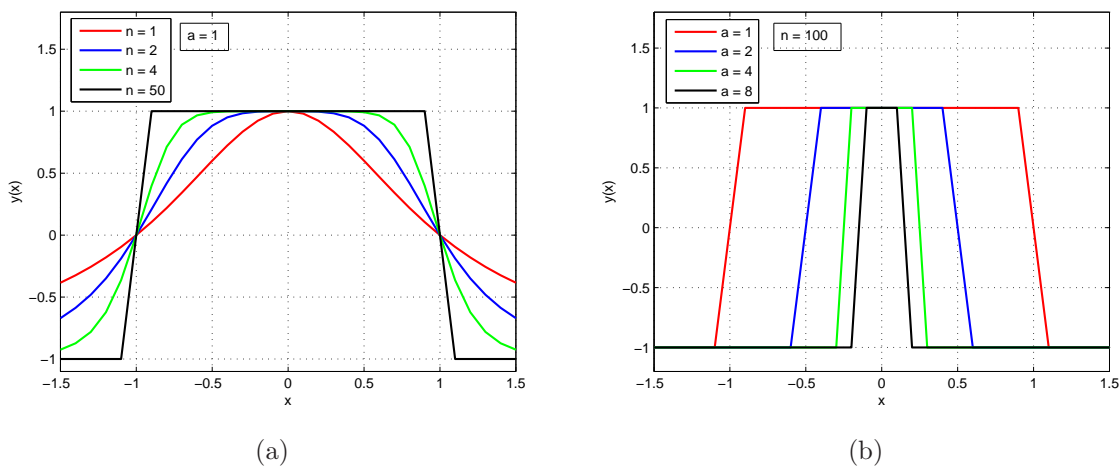 n = 1
n = 2
n = 4
n = 50
a = 1
1.5
1
0.5
0
−0.5
−1
y(x)
−1.5 −1 −0.5 0 0.5 1 1.5
x
(a)
a = 1
a = 2
a = 4
a = 8
n = 100
1.5
1
0.5
0
−0.5
−1
y(x)
−1.5 −1 −0.5 0 0.5 1 1.5
x
(b)